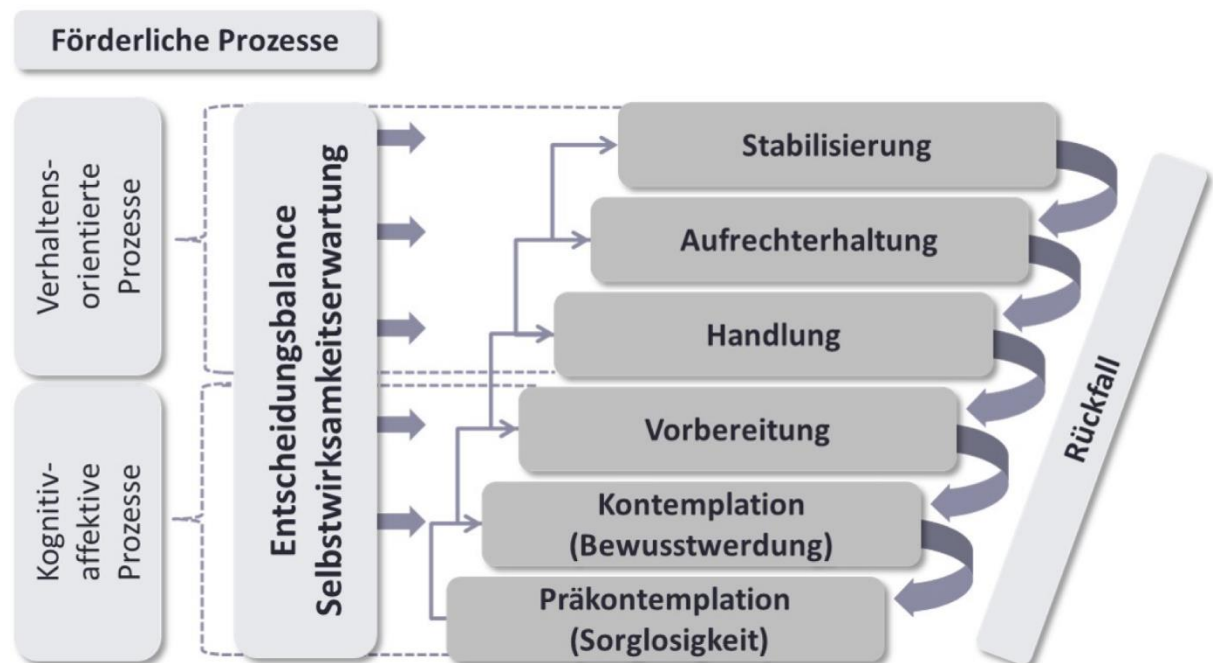 Förderliche Prozesse
Verhaltens-
orientierte
Prozesse
Kognitiv-
affektive
Prozesse
Entscheidungsbalance
Selbstwirksamkeitserwartung
Stabilisierung
Aufrechterhaltung
Handlung
Vorbereitung
Kontemplation
(Bewusstwerdung)
Präkontemplation
(Sorglosigkeit)
Rückfall